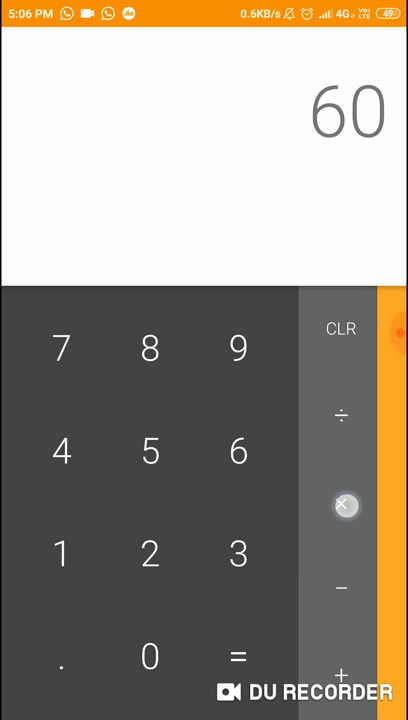 5:06 PM 0.6KB/s 4G VoLTE 49
60
7 8 9 CLR
÷
4 5 6
×
1 2 3
−
. 0 = +
DU RECORDER